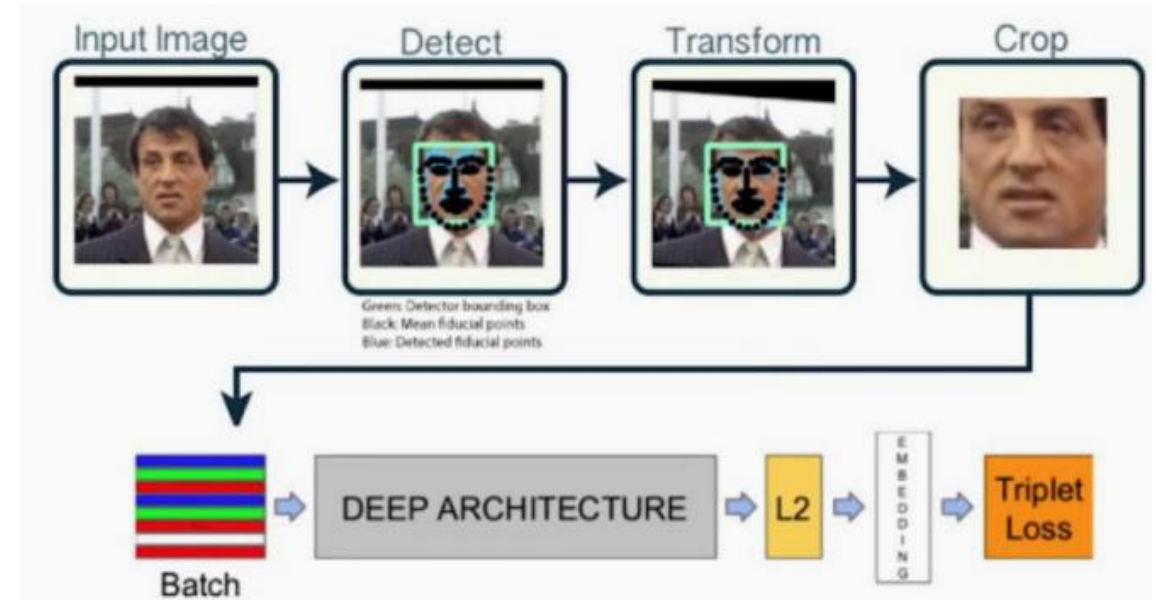 Input Image
Detect
Transform
Crop
Green: Detector bounding box
Black: Mean fiducial points
Blue: Detected fiducial points
DEEP ARCHITECTURE
L2
EMBEDDING
Triplet
Loss
Batch